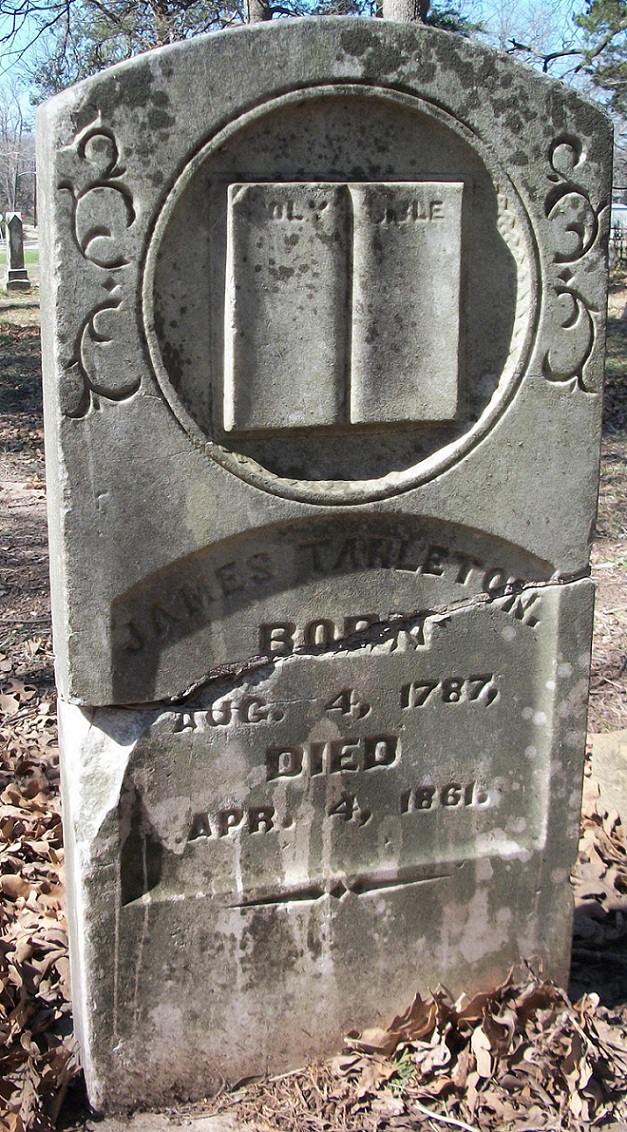 HOLY BIBLE
JAMES TARLETON.
BORN
AUG. 4, 1787,
DIED
APR. 4, 1861.